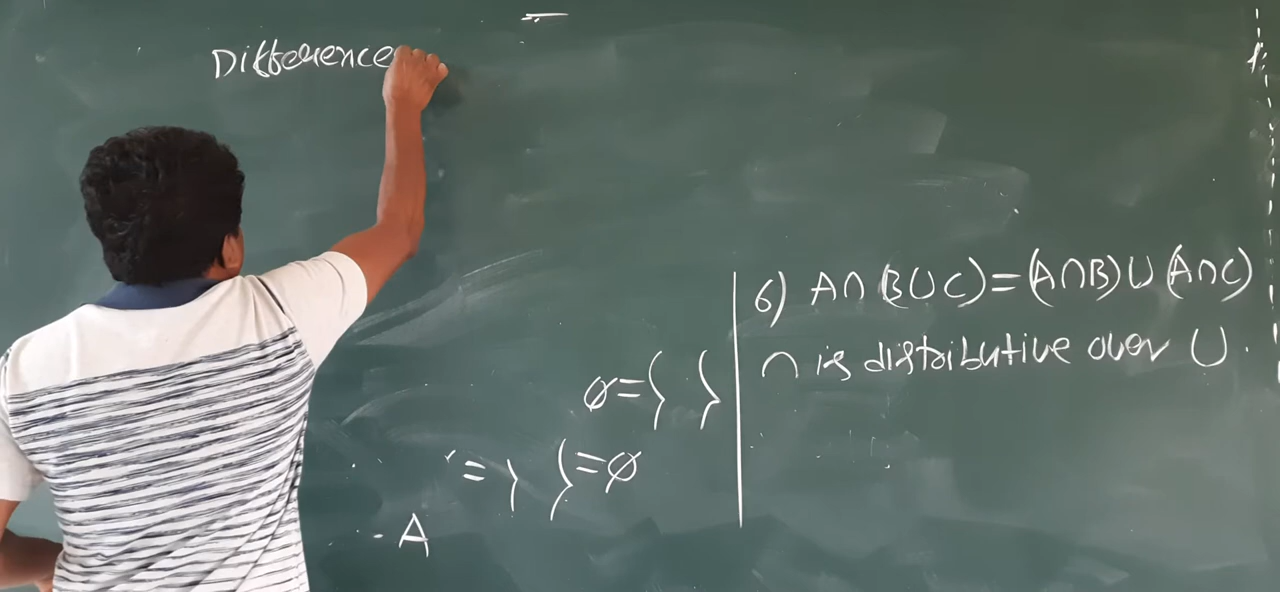 Difference
φ={ }
= } }=φ
A
6) A∩(B∪C)=(A∩B)∪(A∩C)
∩ is distributive over ∪.